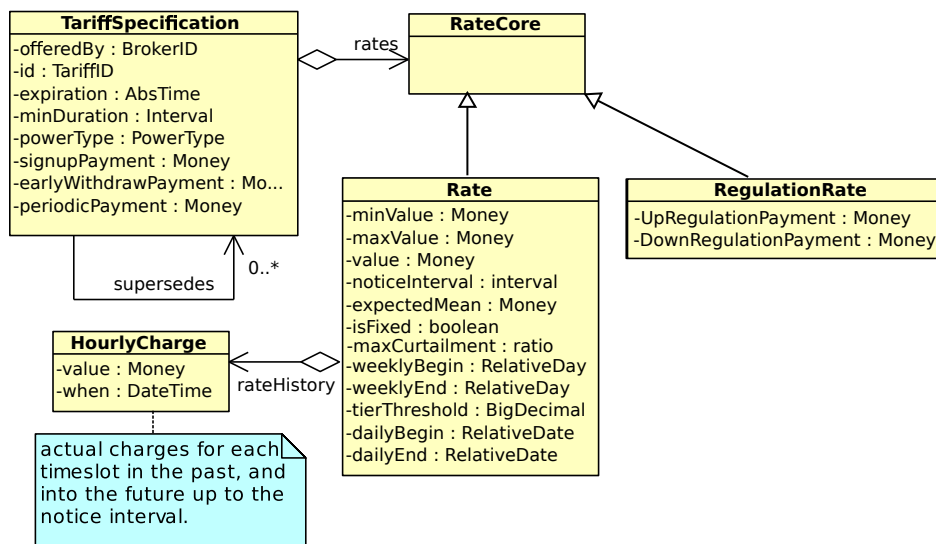 TariffSpecification
-offeredBy : BrokerID
-id : TariffID
-expiration : AbsTime
-minDuration : Interval
-powerType : PowerType
-signupPayment : Money
-earlyWithdrawPayment : Mo...
-periodicPayment : Money
rates
RateCore
supersedes
0..*
Rate
-minValue : Money
-maxValue : Money
-value : Money
-noticeInterval : interval
-expectedMean : Money
-isFixed : boolean
-maxCurtailment : ratio
-weeklyBegin : RelativeDay
-weeklyEnd : RelativeDay
-tierThreshold : BigDecimal
-dailyBegin : RelativeDate
-dailyEnd : RelativeDate
RegulationRate
-UpRegulationPayment : Money
-DownRegulationPayment : Money
HourlyCharge
-value : Money
-when : DateTime
rateHistory
actual charges for each
timeslot in the past, and
into the future up to the
notice interval.